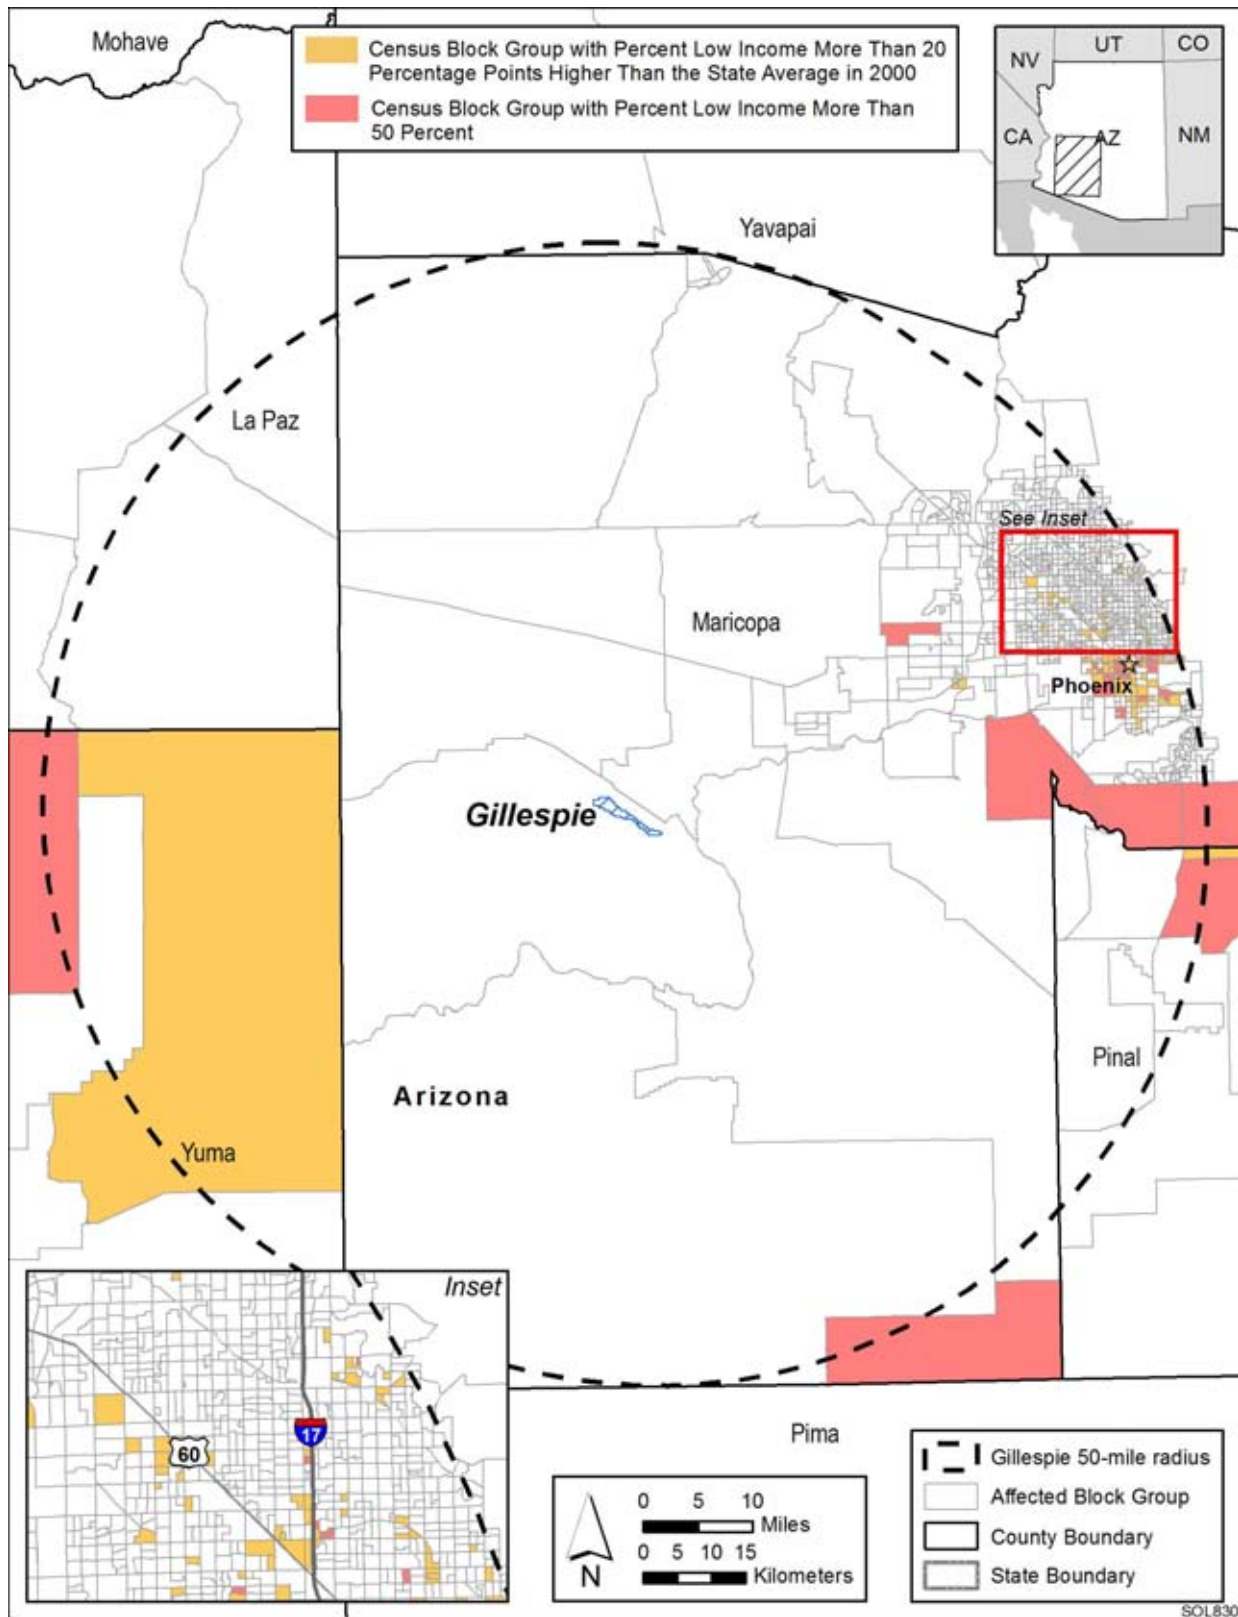 Mohave
Census Block Group with Percent Low Income More Than 20
Percentage Points Higher Than the State Average in 2000
Census Block Group with Percent Low Income More Than
50 Percent
NV
UT
CO
CA
AZ
NM
Yavapai
La Paz
See Inset
Maricopa
Phoenix
Gillespie
Arizona
Pinal
Yuma
Inset
17
60
Pima
N
0 5 10
Miles
0 5 10 15
Kilometers
Gillespie 50-mile radius
Affected Block Group
County Boundary
State Boundary
SOL830